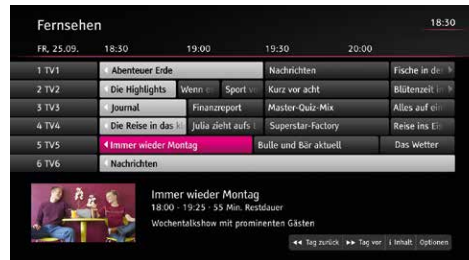 Fernsehen 18:30
FR, 25.09. 18:30 19:00 19:30 20:00
1 TV1 Abenteuer Erde Nachrichten Fische in der
2 TV2 Die Highlights Wenn Sport Kurz vor acht Blütenzeit in
3 TV3 Journal Finanzreport Master-Quiz-Mix Alles auf ein
4 TV4 Die Reise in das Julia zieht aufs Superstar-Factory Reise ins Eis
5 TV5 Immer wieder Montag Bulle und Bär aktuell Das Wetter
6 TV6 Nachrichten
Immer wieder Montag
18:00 - 19:25 - 55 Min. Restdauer
Wochentalkshow mit prominenten Gästen
◄◄ Tag zurück ►► Tag vor i Inhalt Optionen